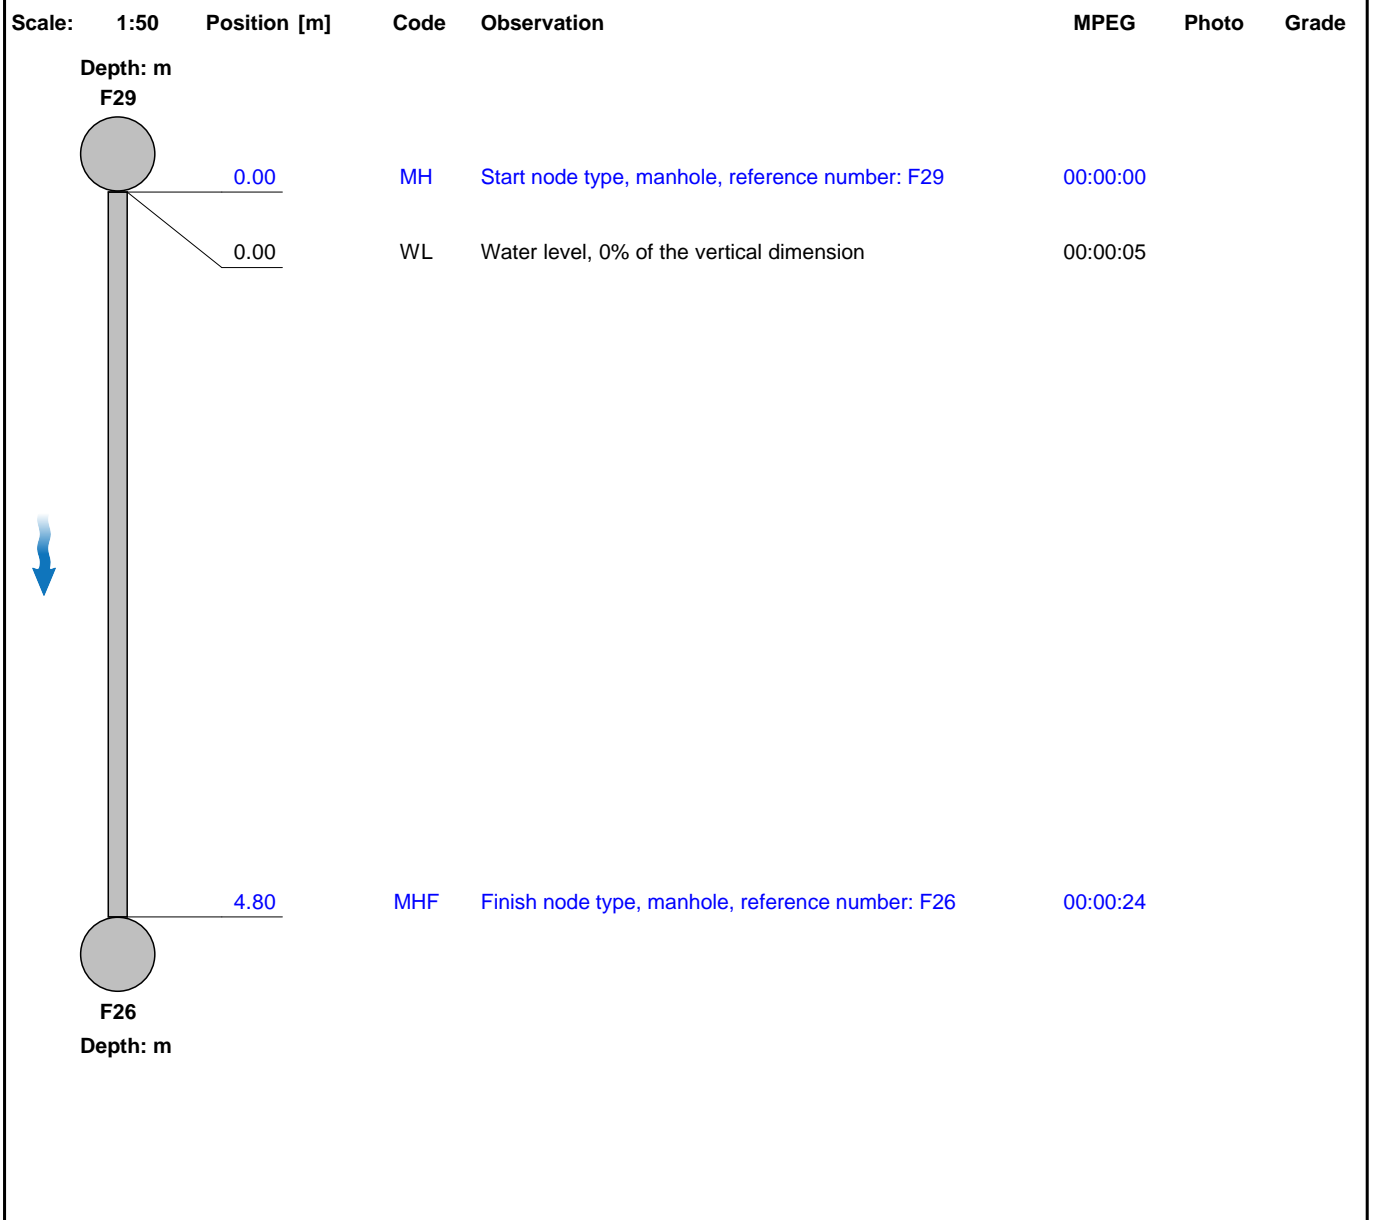 Scale: 1:50 Position [m] Code Observation MPEG Photo Grade
Depth: m
F29
0.00 MH Start node type, manhole, reference number: F29 00:00:00
0.00 WL Water level, 0% of the vertical dimension 00:00:05
4.80 MHF Finish node type, manhole, reference number: F26 00:00:24
F26
Depth: m